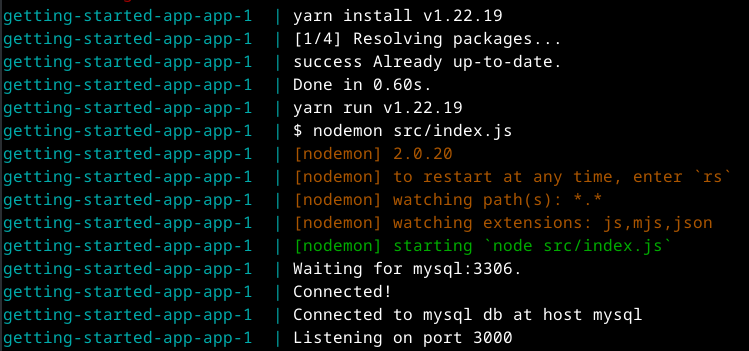 getting-started-app-app-1 | yarn install v1.22.19
getting-started-app-app-1 | [1/4] Resolving packages...
getting-started-app-app-1 | success Already up-to-date.
getting-started-app-app-1 | Done in 0.60s.
getting-started-app-app-1 | yarn run v1.22.19
getting-started-app-app-1 | $ nodemon src/index.js
getting-started-app-app-1 | [nodemon] 2.0.20
getting-started-app-app-1 | [nodemon] to restart at any time, enter `rs`
getting-started-app-app-1 | [nodemon] watching path(s): *.*
getting-started-app-app-1 | [nodemon] watching extensions: js,mjs,json
getting-started-app-app-1 | [nodemon] starting `node src/index.js`
getting-started-app-app-1 | Waiting for mysql:3306.
getting-started-app-app-1 | Connected!
getting-started-app-app-1 | Connected to mysql db at host mysql
getting-started-app-app-1 | Listening on port 3000